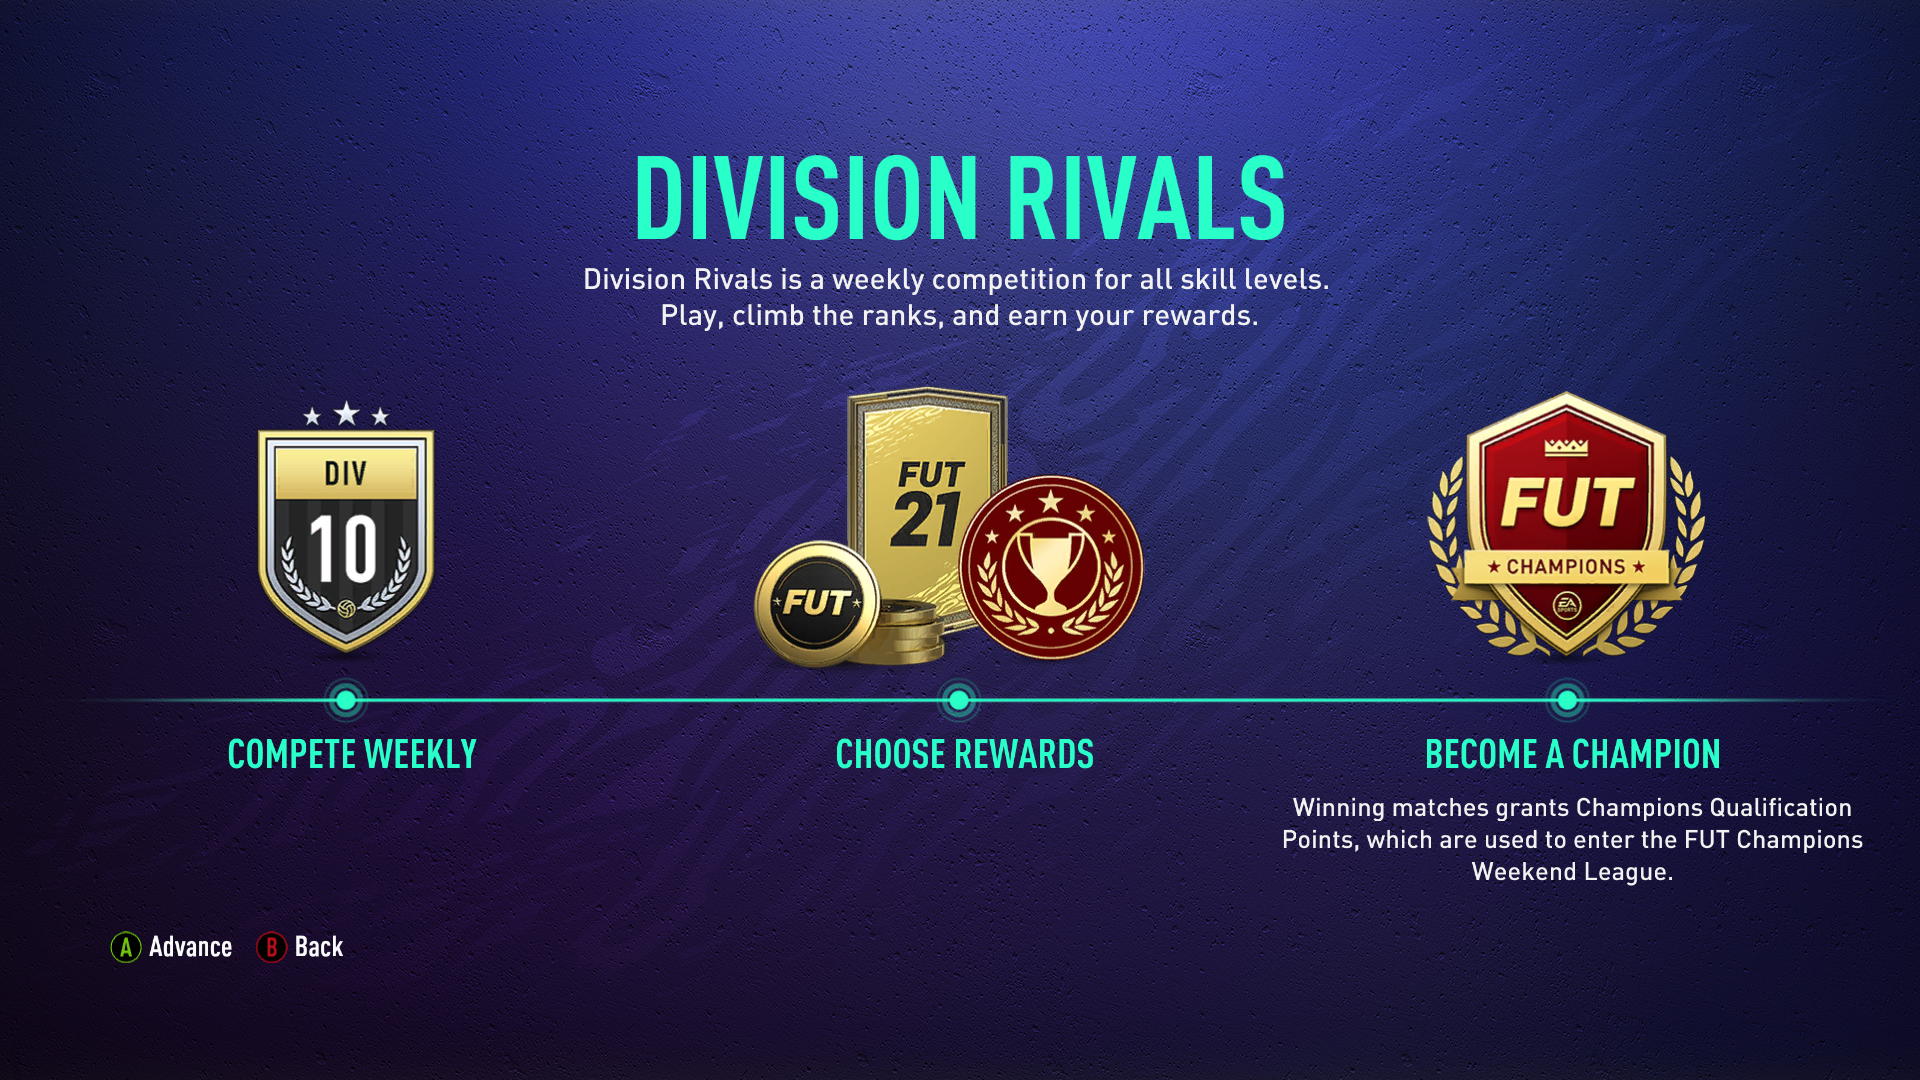 DIVISION RIVALS
Division Rivals is a weekly competition for all skill levels.
Play, climb the ranks, and earn your rewards.
DIV
10
FUT
21
FUT
FUT
CHAMPIONS
EA
SPORTS
COMPETE WEEKLY
CHOOSE REWARDS
BECOME A CHAMPION
Winning matches grants Champions Qualification
Points, which are used to enter the FUT Champions
Weekend League.
A Advance B Back